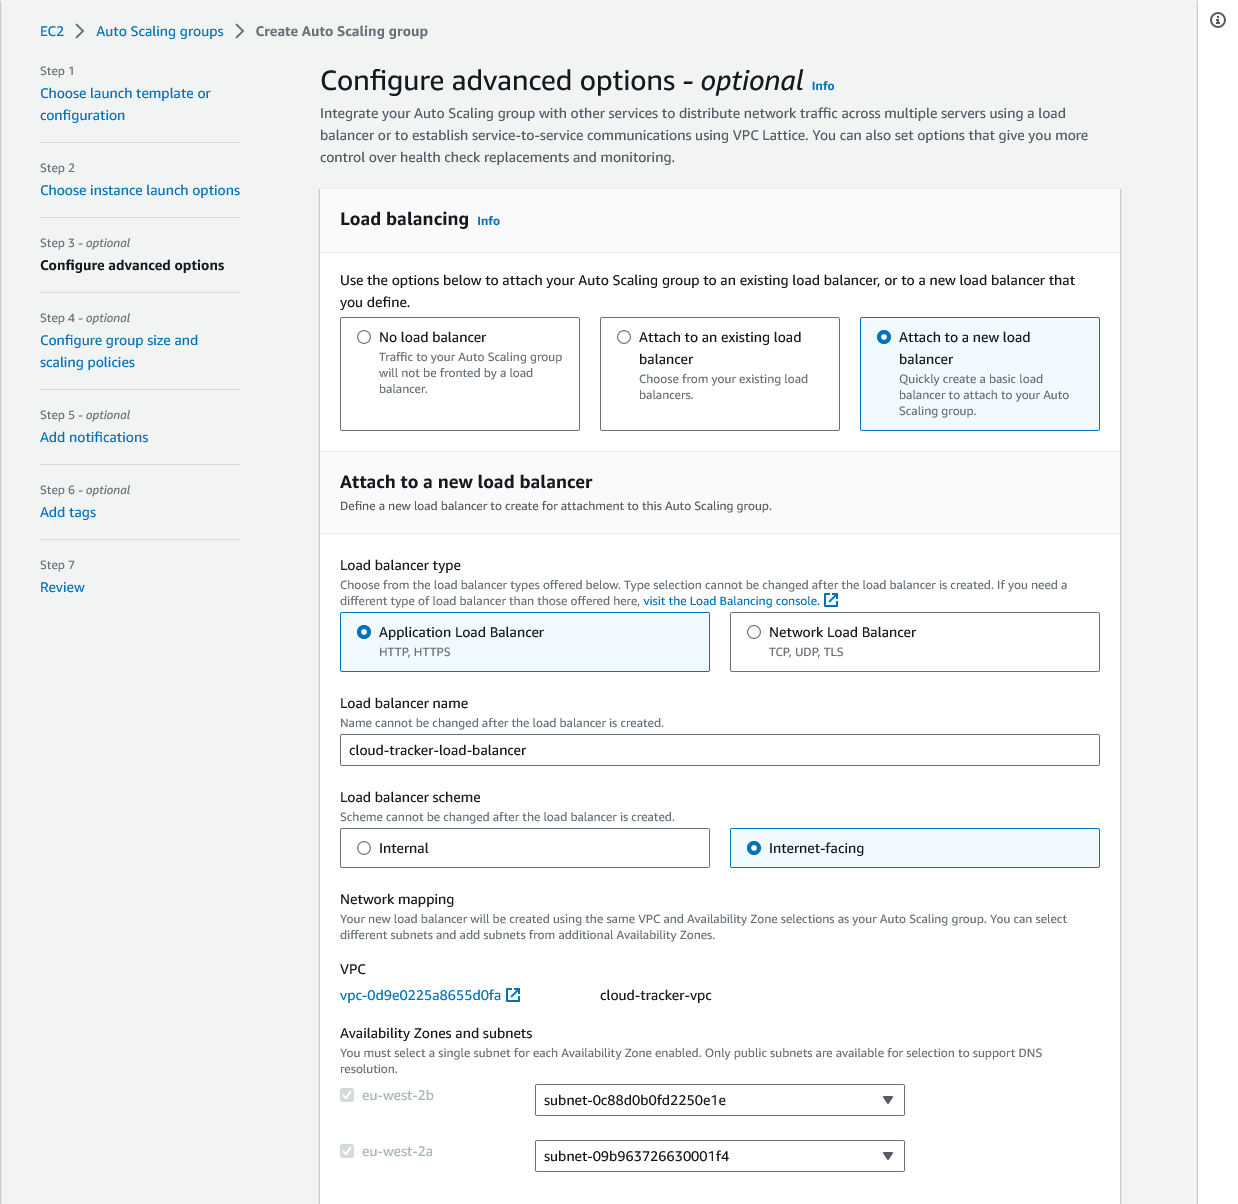 EC2 > Auto Scaling groups > Create Auto Scaling group
Step 1
Choose launch template or
configuration
Step 2
Choose instance launch options
Step 3 - optional
Configure advanced options
Step 4 - optional
Configure group size and
scaling policies
Step 5 - optional
Add notifications
Step 6 - optional
Add tags
Step 7
Review
Configure advanced options - optional Info
Integrate your Auto Scaling group with other services to distribute network traffic across multiple servers using a load
balancer or to establish service-to-service communications using VPC Lattice. You can also set options that give you more
control over health check replacements and monitoring.
Load balancing Info
Use the options below to attach your Auto Scaling group to an existing load balancer, or to a new load balancer that
you define.
No load balancer
Traffic to your Auto Scaling group
will not be fronted by a load
balancer.
Attach to an existing load
balancer
Choose from your existing load
balancers.
Attach to a new load
balancer
Quickly create a basic load
balancer to attach to your Auto
Scaling group.
Attach to a new load balancer
Define a new load balancer to create for attachment to this Auto Scaling group.
Load balancer type
Choose from the load balancer types offered below. Type selection cannot be changed after the load balancer is created. If you need a
different type of load balancer than those offered here, visit the Load Balancing console.
Application Load Balancer
HTTP, HTTPS
Network Load Balancer
TCP, UDP, TLS
Load balancer name
Name cannot be changed after the load balancer is created.
cloud-tracker-load-balancer
Load balancer scheme
Scheme cannot be changed after the load balancer is created.
Internal
Internet-facing
Network mapping
Your new load balancer will be created using the same VPC and Availability Zone selections as your Auto Scaling group. You can select
different subnets and add subnets from additional Availability Zones.
VPC
vpc-0d9e0225a8655d0fa
cloud-tracker-vpc
Availability Zones and subnets
You must select a single subnet for each Availability Zone enabled. Only public subnets are available for selection to support DNS
resolution.
eu-west-2b
subnet-0c88d0b0fd2250e1e
eu-west-2a
subnet-09b963726630001f4